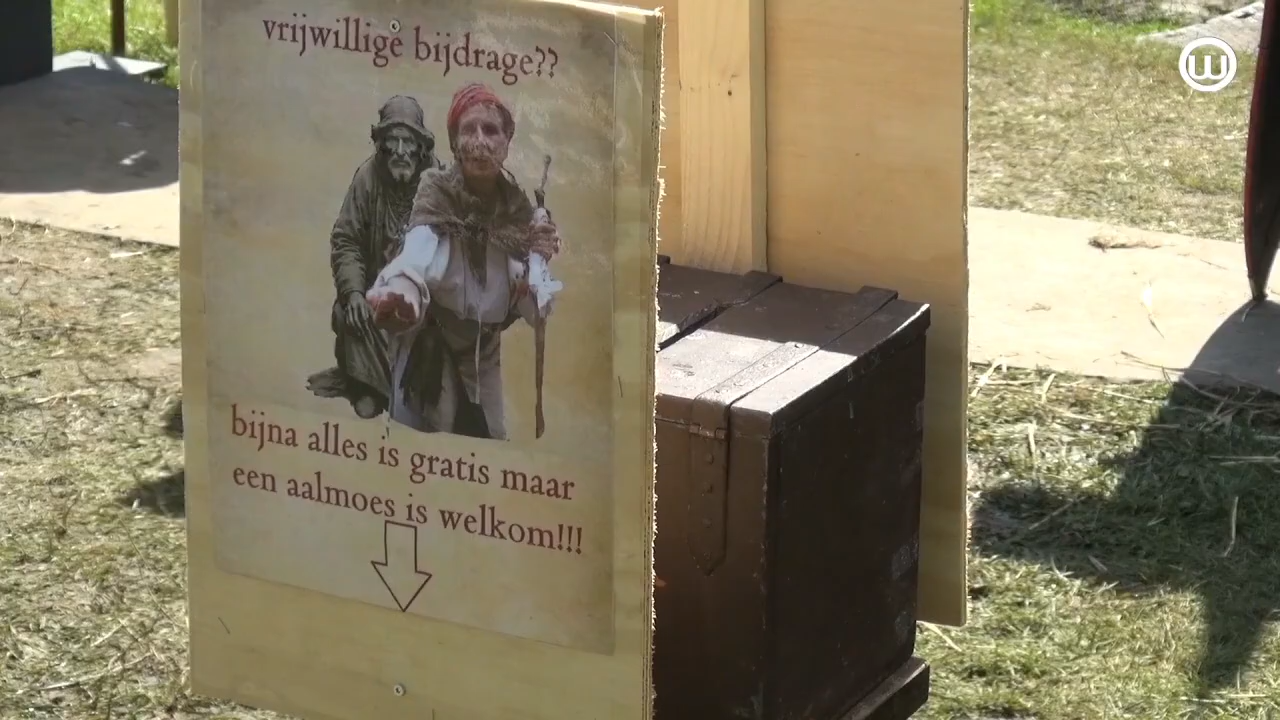 vrijwillige bijdrage??
bijna alles is gratis maar
een aalmoes is welkom!!!
W